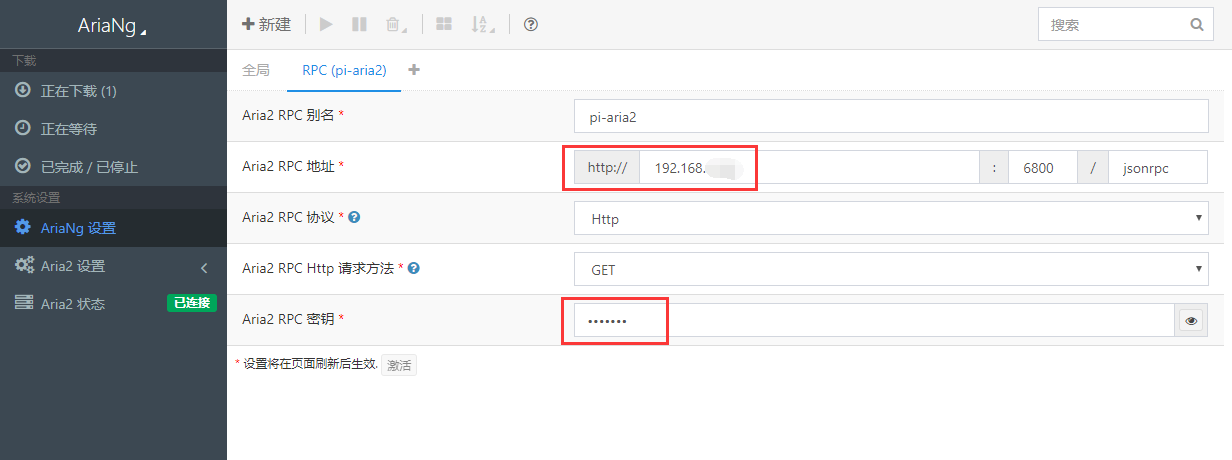 AriaNg
新建
搜索
下载
正在下载 (1)
正在等待
已完成 / 已停止
系统设置
AriaNg 设置
Aria2 设置
Aria2 状态 已连接
全局 RPC (pi-aria2)
Aria2 RPC 别名 * pi-aria2
Aria2 RPC 地址 * http:// 192.168. : 6800 / jsonrpc
Aria2 RPC 协议 * Http
Aria2 RPC Http 请求方法 * GET
Aria2 RPC 密钥 * •••••••
* 设置将在页面刷新后生效. 激活